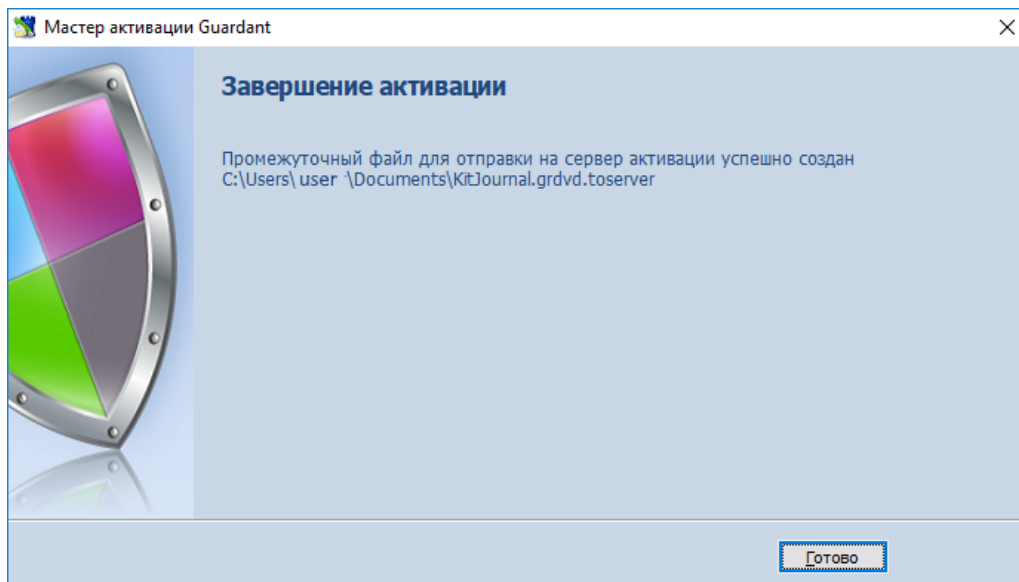 Мастер активации Guardant
Завершение активации
Промежуточный файл для отправки на сервер активации успешно создан
C:\Users\ user \Documents\KitJournal.grdvd.toserver
Готово